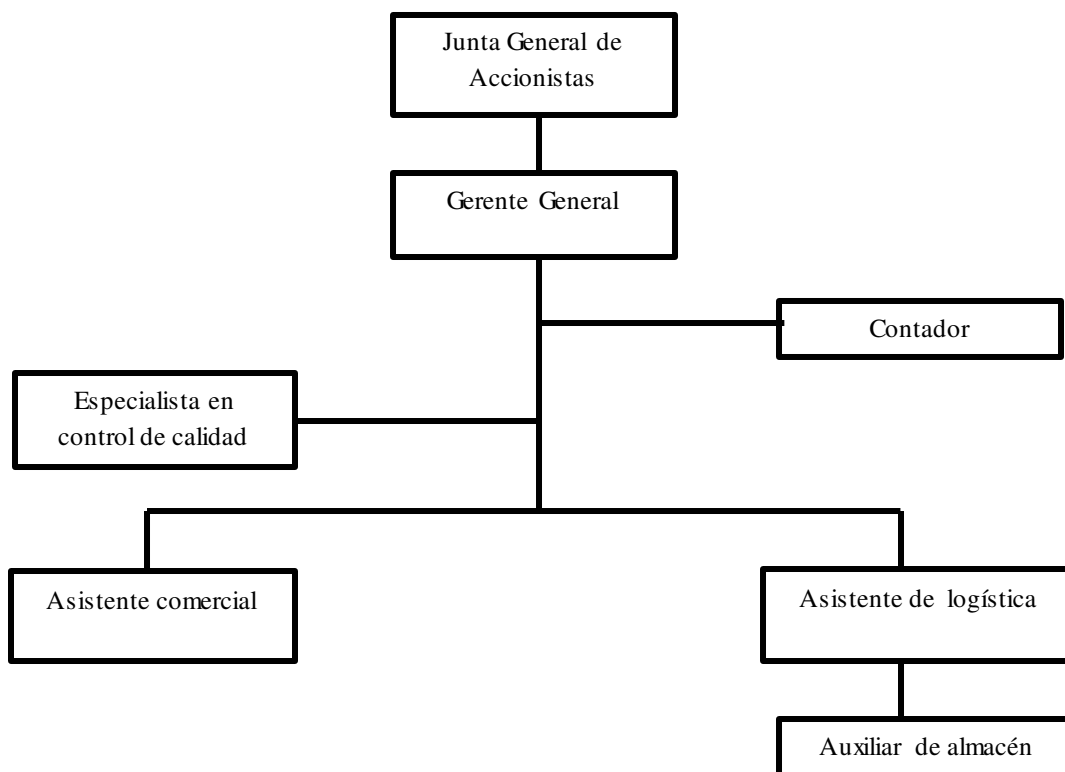 Junta General de
Accionistas
Gerente General
Contador
Especialista en
control de calidad
Asistente comercial
Asistente de logística
Auxiliar de almacén